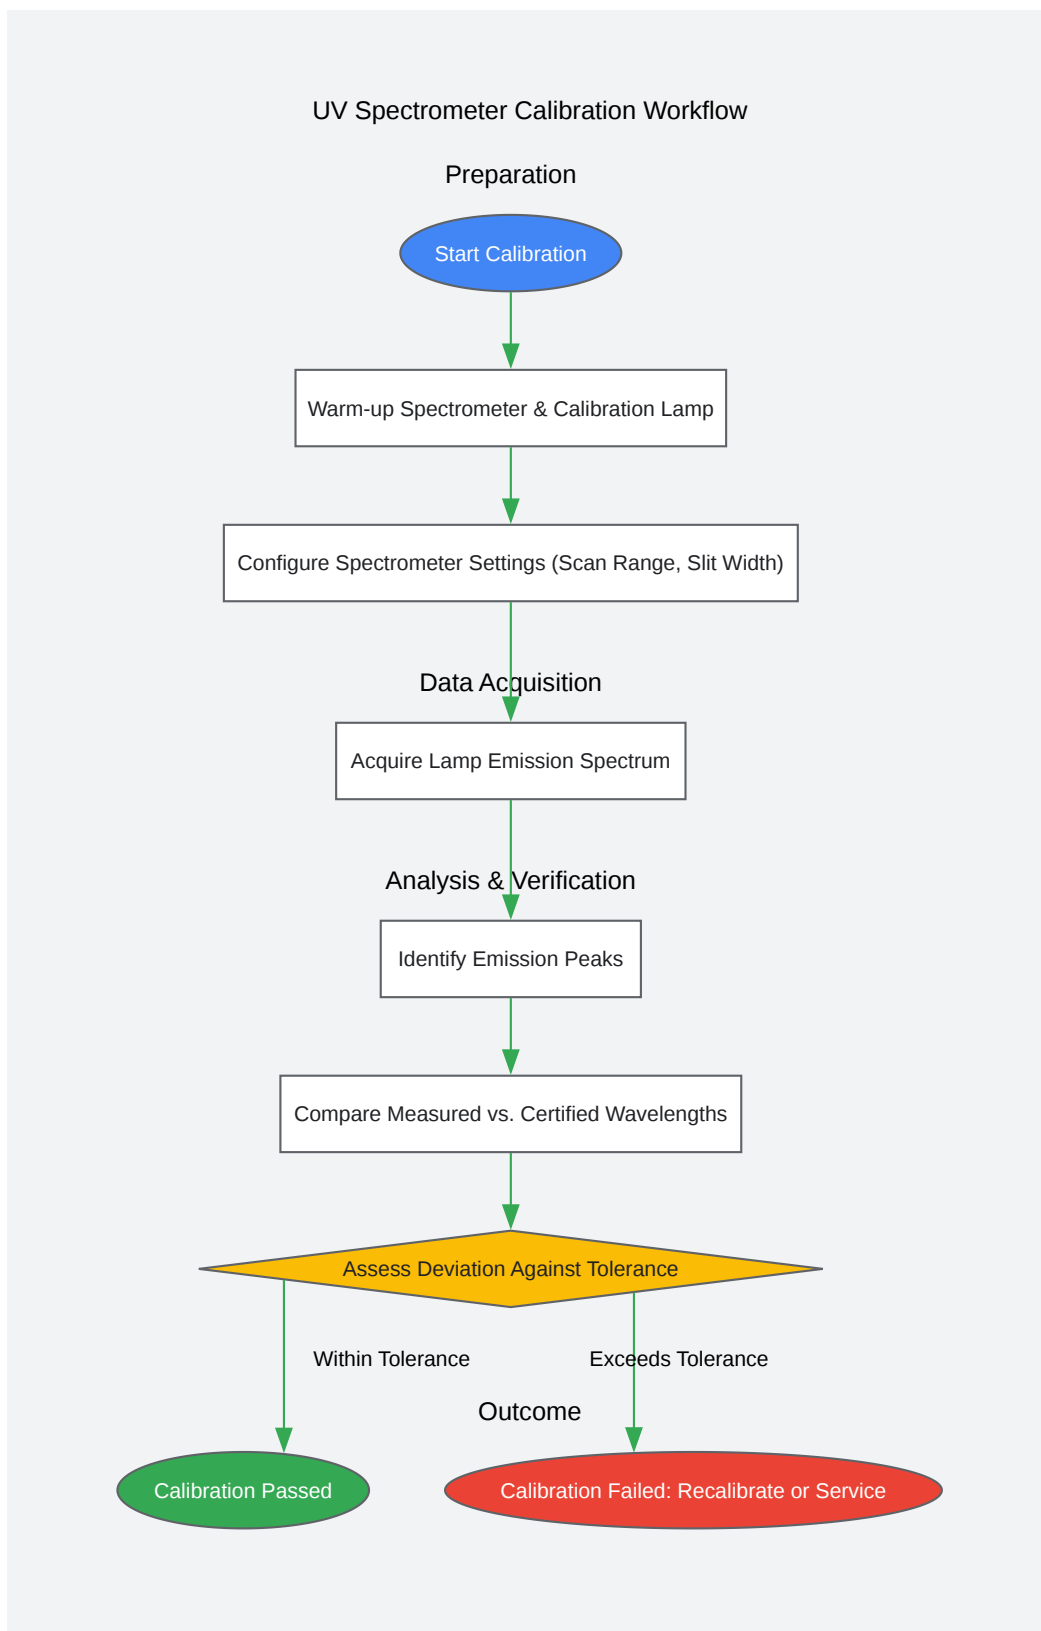 UV Spectrometer Calibration Workflow
Preparation
Start Calibration
Warm-up Spectrometer & Calibration Lamp
Configure Spectrometer Settings (Scan Range, Slit Width)
Data Acquisition
Acquire Lamp Emission Spectrum
Analysis & Verification
Identify Emission Peaks
Compare Measured vs. Certified Wavelengths
Assess Deviation Against Tolerance
Within Tolerance
Exceeds Tolerance
Outcome
Calibration Passed
Calibration Failed: Recalibrate or Service